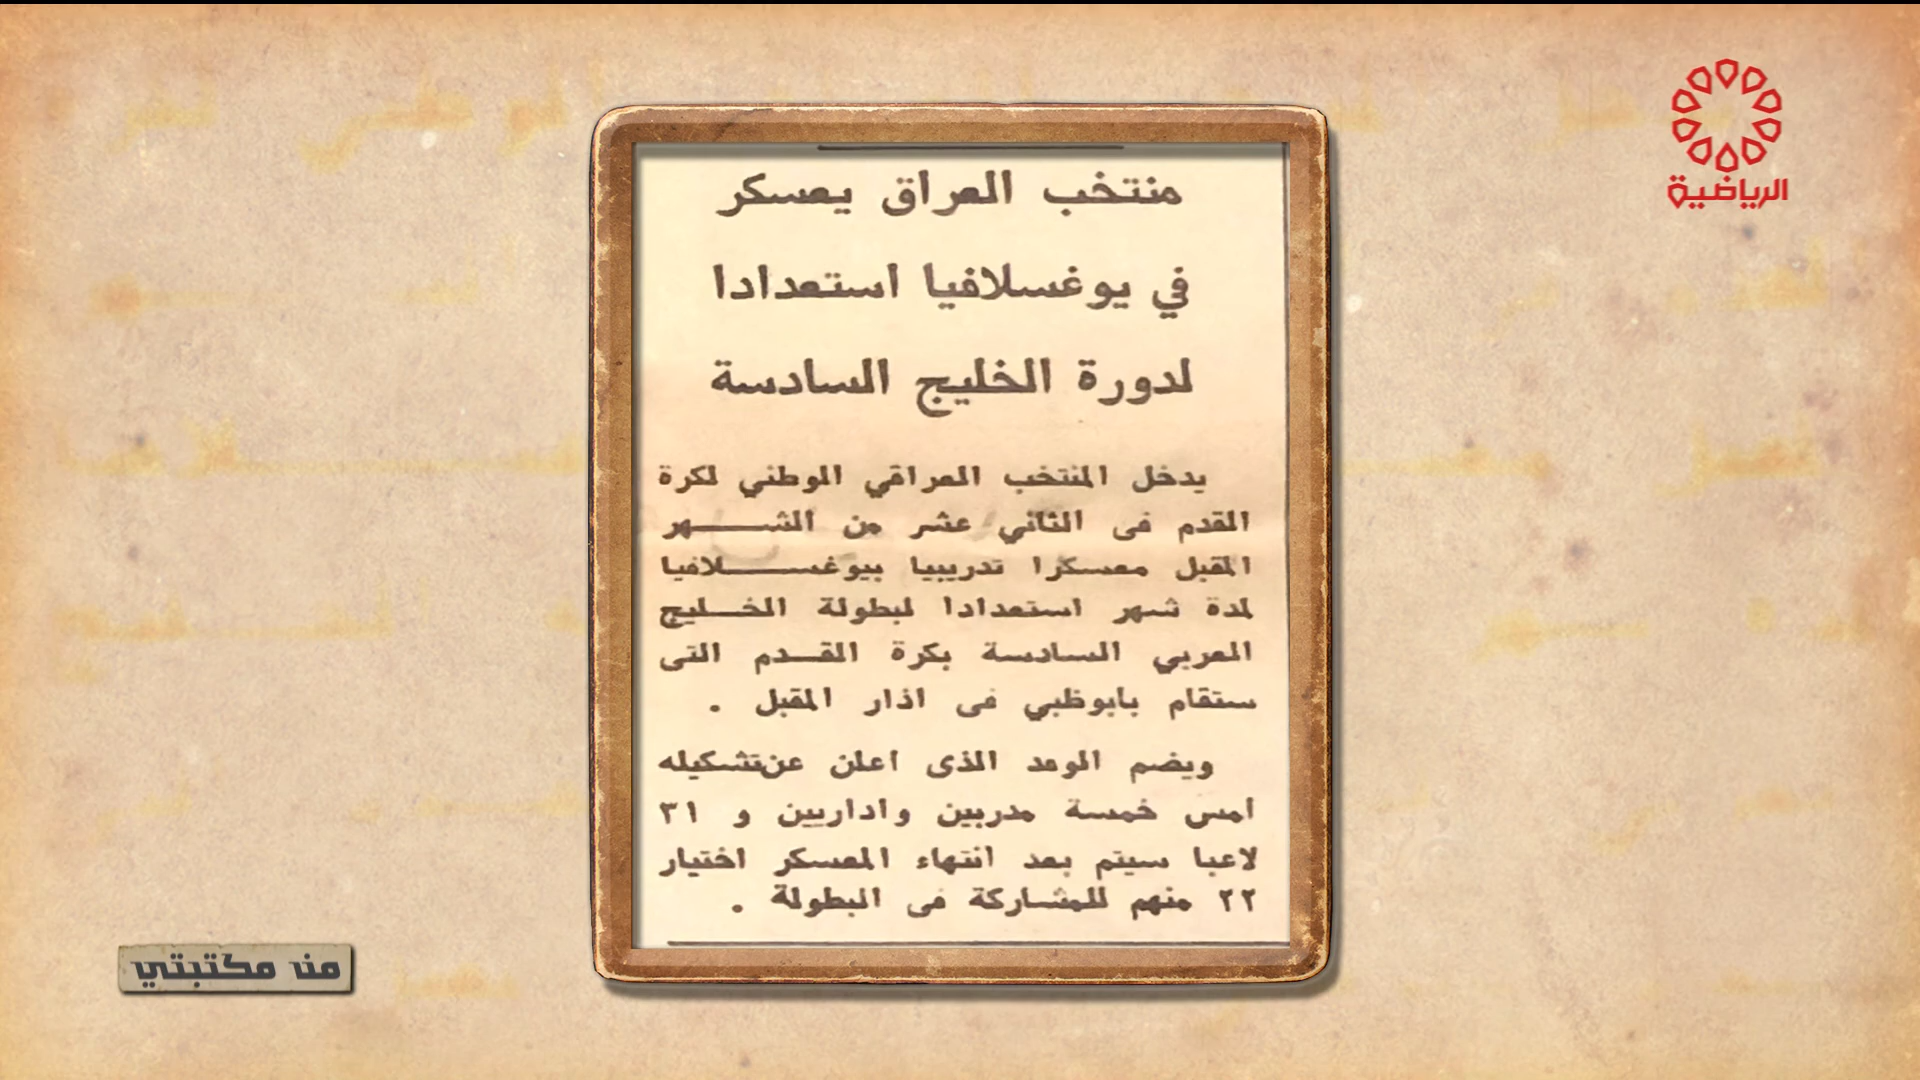 الرياضية
منتخب العراق يعسكر
في يوغسلافيا استعدادا
لدورة الخليج السادسة
يدخل المنتخب العراقي الوطني لكرة
القدم فى الثاني عشر من الشهر
المقبل معسكرا تدريبيا بيوغسلافيا
لمدة شهر استعدادا لبطولة الخليج
العربي السادسة بكرة القدم التى
ستقام بابوظبي فى اذار المقبل .
ويضم الوفد الذى اعلن عن تشكيله
امس خمسة مدربين واداريين و ٣١
لاعبا سيتم بعد انتهاء المعسكر اختيار
٢٢ منهم للمشاركة فى البطولة .
من مكتبتي